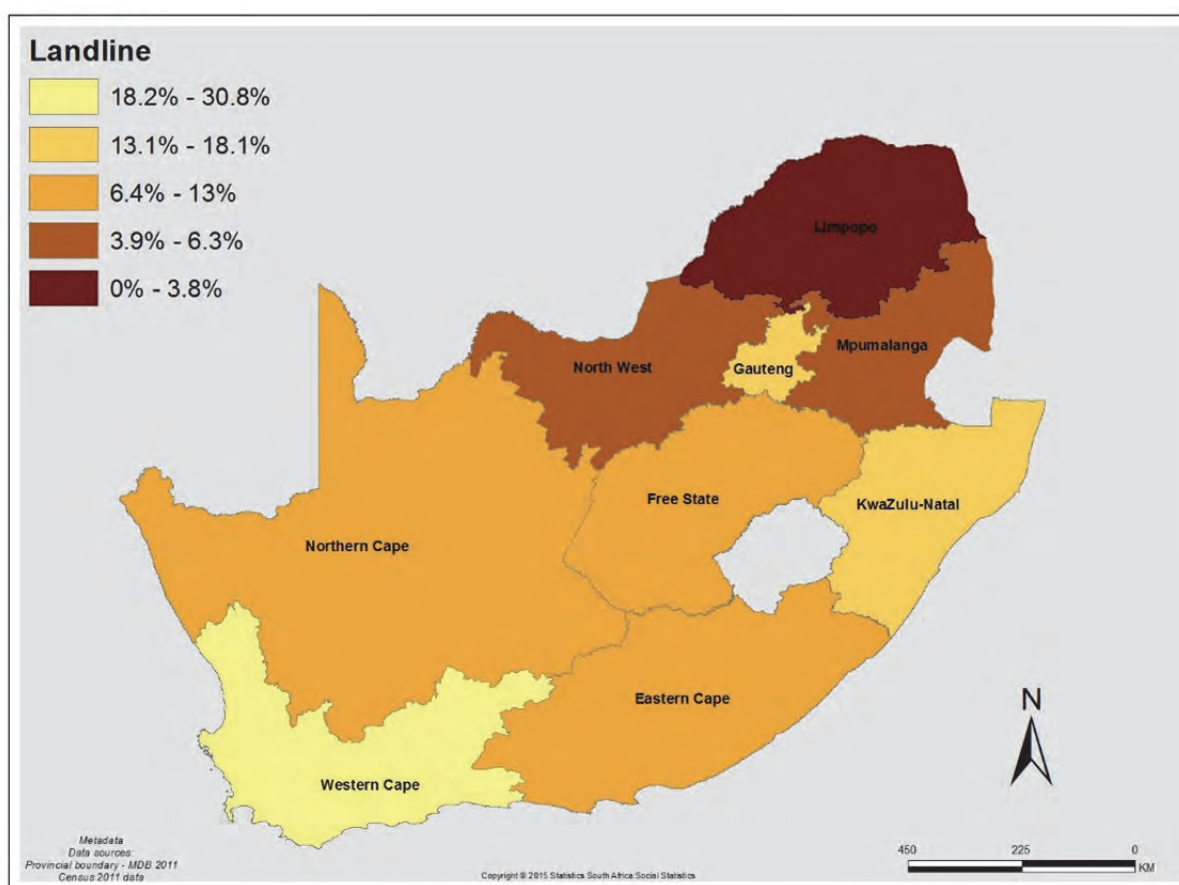 Landline
18.2% - 30.8%
13.1% - 18.1%
6.4% - 13%
3.9% - 6.3%
0% - 3.8%
Limpopo
Mpumalanga
North West
Gauteng
Free State
KwaZulu-Natal
Northern Cape
Eastern Cape
Western Cape
N
450 225 0
KM
Metadata
Data sources:
Provincial boundary - MDB 2011
Census 2011 data
Copyright © 2015 Statistics South Africa Social Statistics